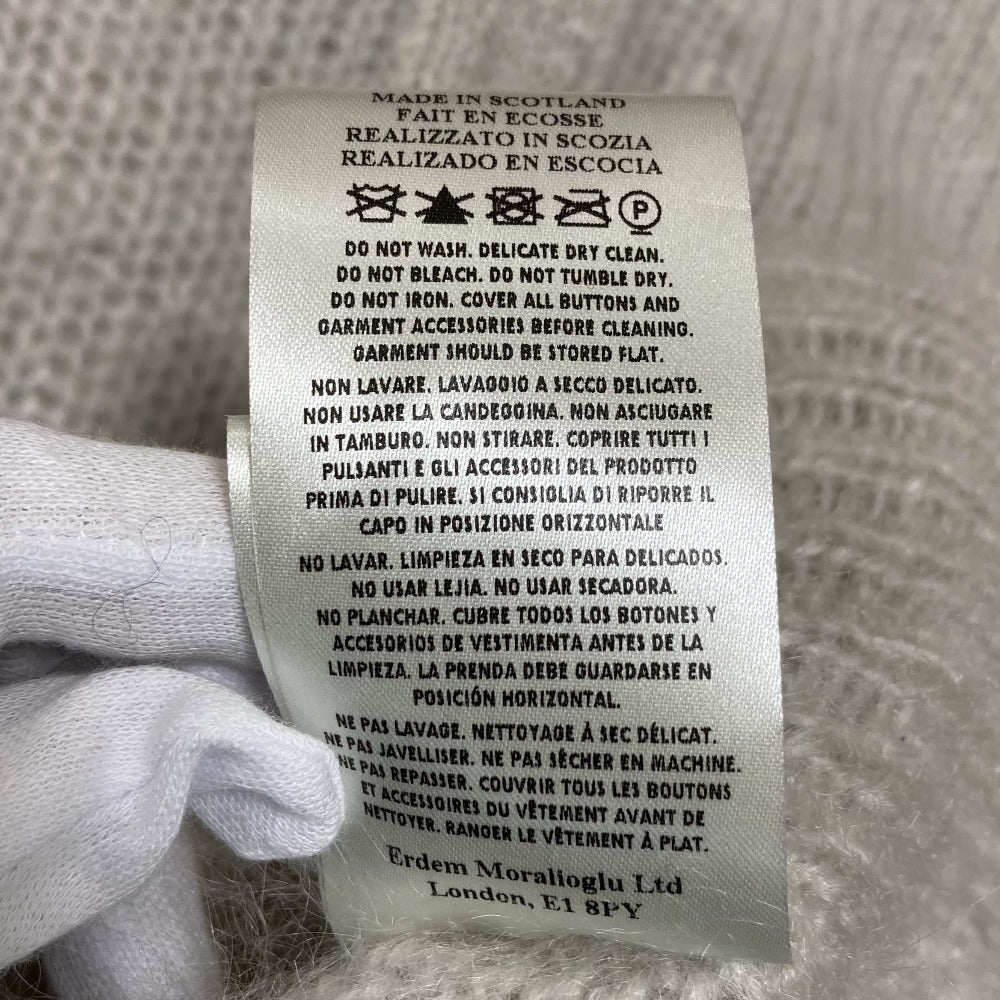 MADE IN SCOTLAND
FAIT EN ECOSSE
REALIZZATO IN SCOZIA
REALIZADO EN ESCOCIA
P
DO NOT WASH. DELICATE DRY CLEAN.
DO NOT BLEACH. DO NOT TUMBLE DRY.
DO NOT IRON. COVER ALL BUTTONS AND
GARMENT ACCESSORIES BEFORE CLEANING.
GARMENT SHOULD BE STORED FLAT.
NON LAVARE. LAVAGGIO A SECCO DELICATO.
NON USARE LA CANDEGGINA. NON ASCIUGARE
IN TAMBURO. NON STIRARE. COPRIRE TUTTI I
PULSANTI E GLI ACCESSORI DEL PRODOTTO
PRIMA DI PULIRE. SI CONSIGLIA DI RIPORRE IL
CAPO IN POSIZIONE ORIZZONTALE
NO LAVAR. LIMPIEZA EN SECO PARA DELICADOS.
NO USAR LEJIA. NO USAR SECADORA.
NO PLANCHAR. CUBRE TODOS LOS BOTONES Y
ACCESORIOS DE VESTIMENTA ANTES DE LA
LIMPIEZA. LA PRENDA DEBE GUARDARSE EN
POSICIÓN HORIZONTAL.
NE PAS LAVAGE. NETTOYAGE À SEC DÉLICAT.
NE PAS JAVELLISER. NE PAS SÉCHER EN MACHINE.
NE PAS REPASSER. COUVRIR TOUS LES BOUTONS
ET ACCESSOIRES DU VÊTEMENT AVANT DE
NETTOYER. RANGER LE VÊTEMENT À PLAT.
Erdem Moralioglu Ltd
London, E1 8PY